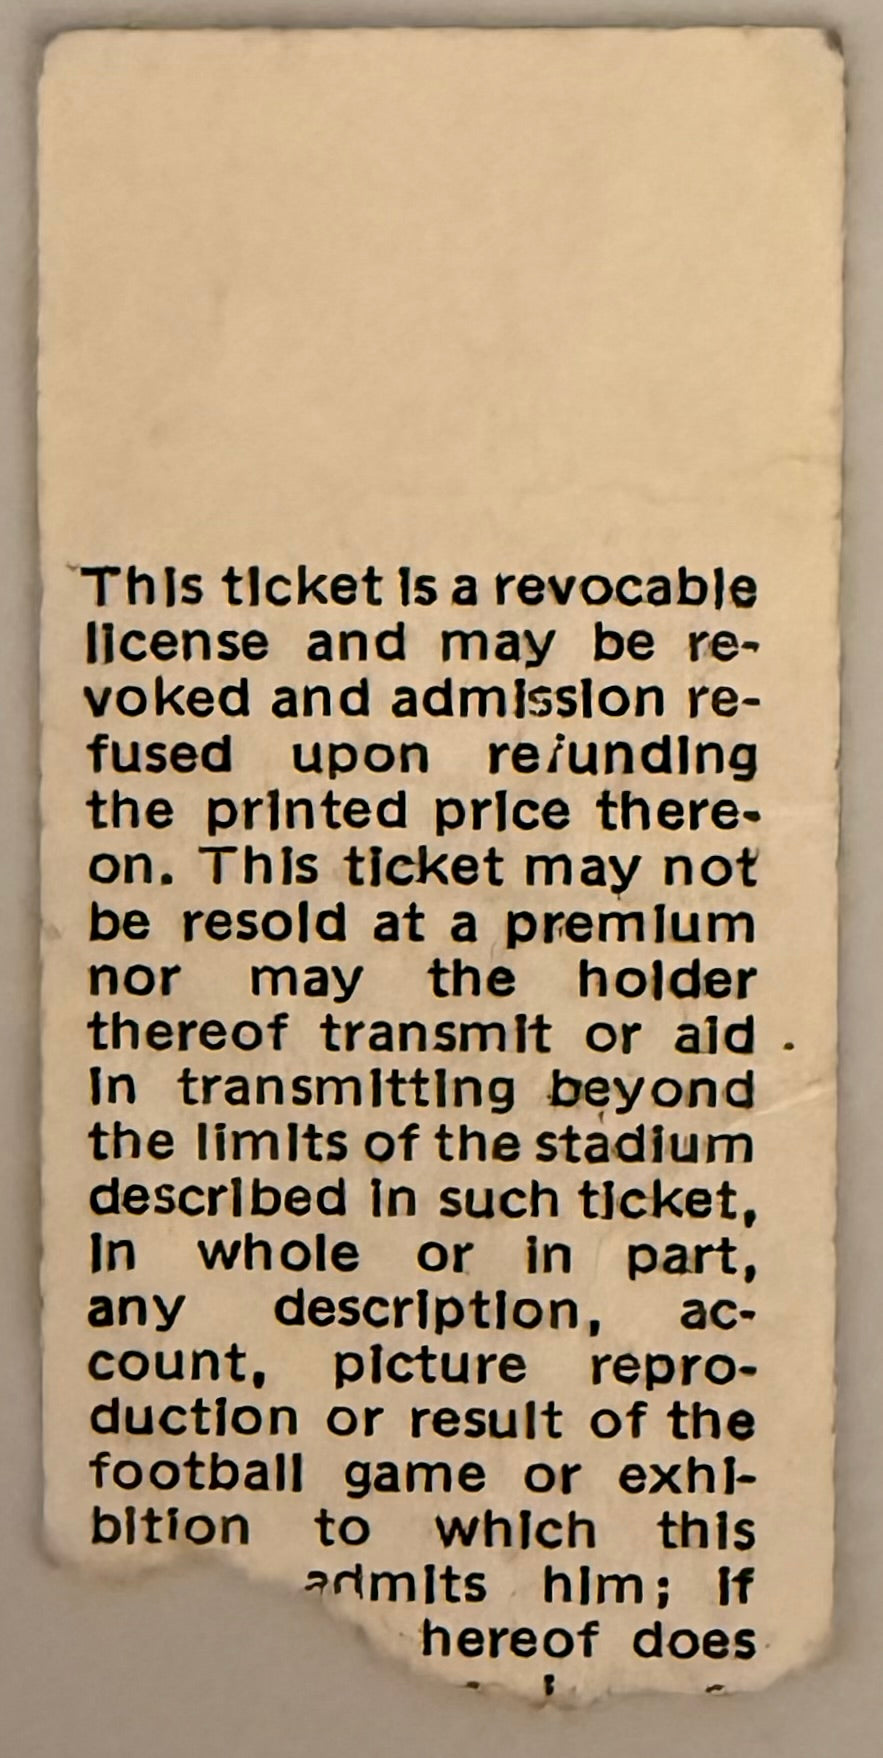 This ticket is a revocable
license and may be re-
voked and admission re-
fused upon refunding
the printed price there-
on. This ticket may not
be resold at a premium
nor may the holder
thereof transmit or aid
in transmitting beyond
the limits of the stadium
described in such ticket,
in whole or in part,
any description, ac-
count, picture repro-
duction or result of the
football game or exhi-
bition to which this
admits him; if
hereof does